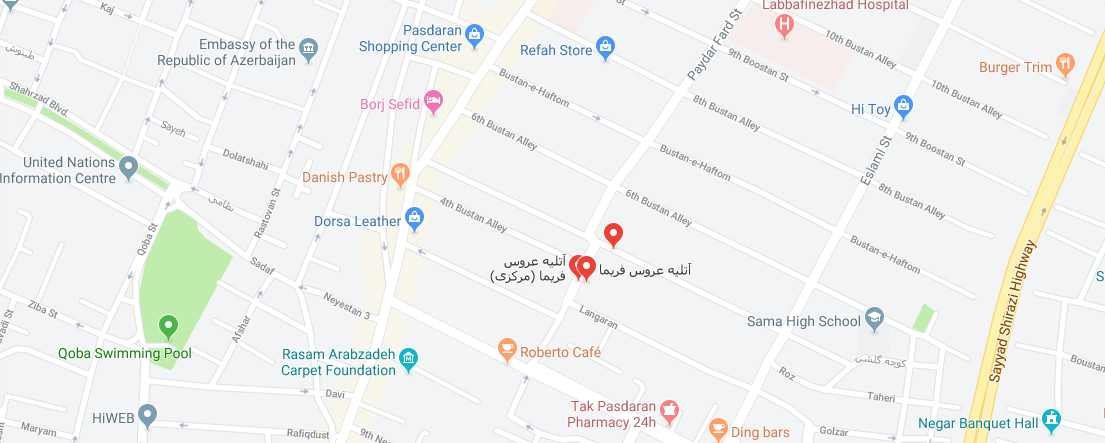 Labbafinezhad Hospital
Pasdaran
Shopping Center
Embassy of the
Republic of Azerbaijan
Refah Store
Paydar Fard St
9th Boostan St
10th Bustan Alley
Burger Trim
طلیوش
Shahrzad Blvd.
Bustan-e-Haftom
Borj Sefid
8th Bustan Alley
Hi Toy
10th Bustan Alley
Sayeh
6th Bustan Alley
9th Boostan St
United Nations
Information Centre
Dolatshahi
Danish Pastry
Bustan-e-Haftom
Eslami St
نظامی
Rastovan St
4th Bustan Alley
6th Bustan Alley
8th Bustan Alley
Dorsa Leather
Qoba St
Bustan-e-Haftom
Sayyad Shirazi Highway
Sadaf
آتلیه عروس
فریما (مرکزی)
آتلیه عروس فریما
Ziba St
Neyestan 3
Afshar
Langaran
Sama High School
Qoba Swimming Pool
Rasam Arabzadeh
Carpet Foundation
Roberto Café
کوچه گلشن
Roz
Davi
Taheri
HiWEB
Tak Pasdaran
Pharmacy 24h
Negar Banquet Hall
Rafiqdust
Ding bars
Golzar